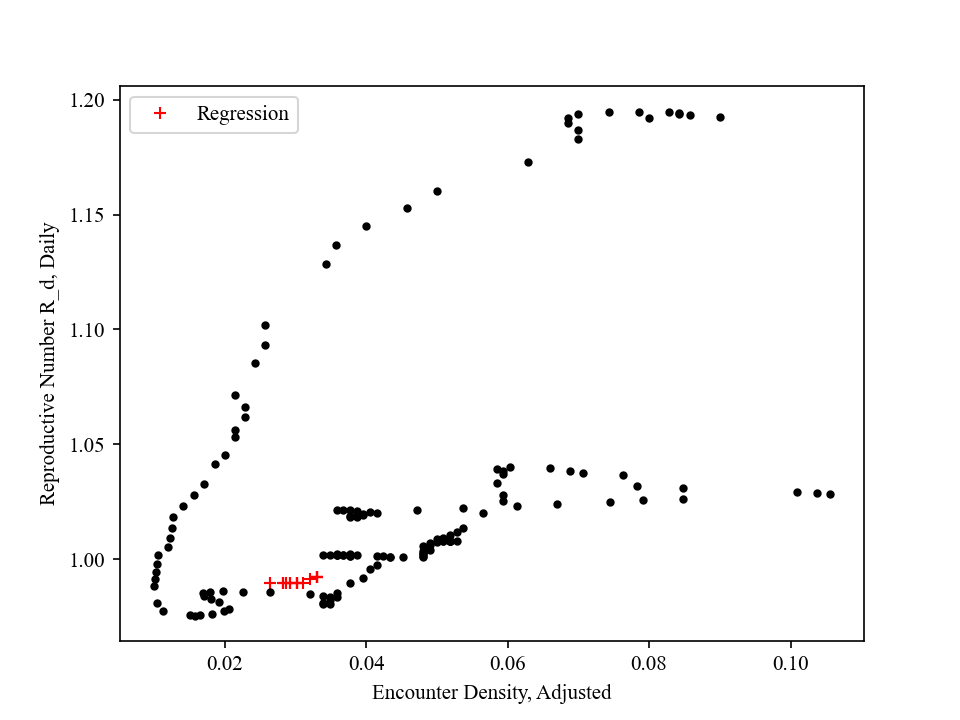 1.20
1.15
1.10
1.05
1.00
Reproductive Number R_d, Daily
Regression
0.02 0.04 0.06 0.08 0.10
Encounter Density, Adjusted